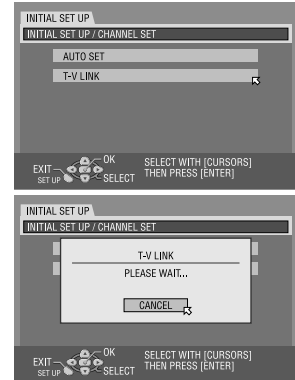 INITIAL SET UP
INITIAL SET UP / CHANNEL SET
AUTO SET
T-V LINK
EXIT
OK
SET UP
SELECT
SELECT WITH [CURSORS]
THEN PRESS [ENTER]
INITIAL SET UP
INITIAL SET UP / CHANNEL SET
T-V LINK
PLEASE WAIT...
CANCEL
EXIT
OK
SET UP
SELECT
SELECT WITH [CURSORS]
THEN PRESS [ENTER]